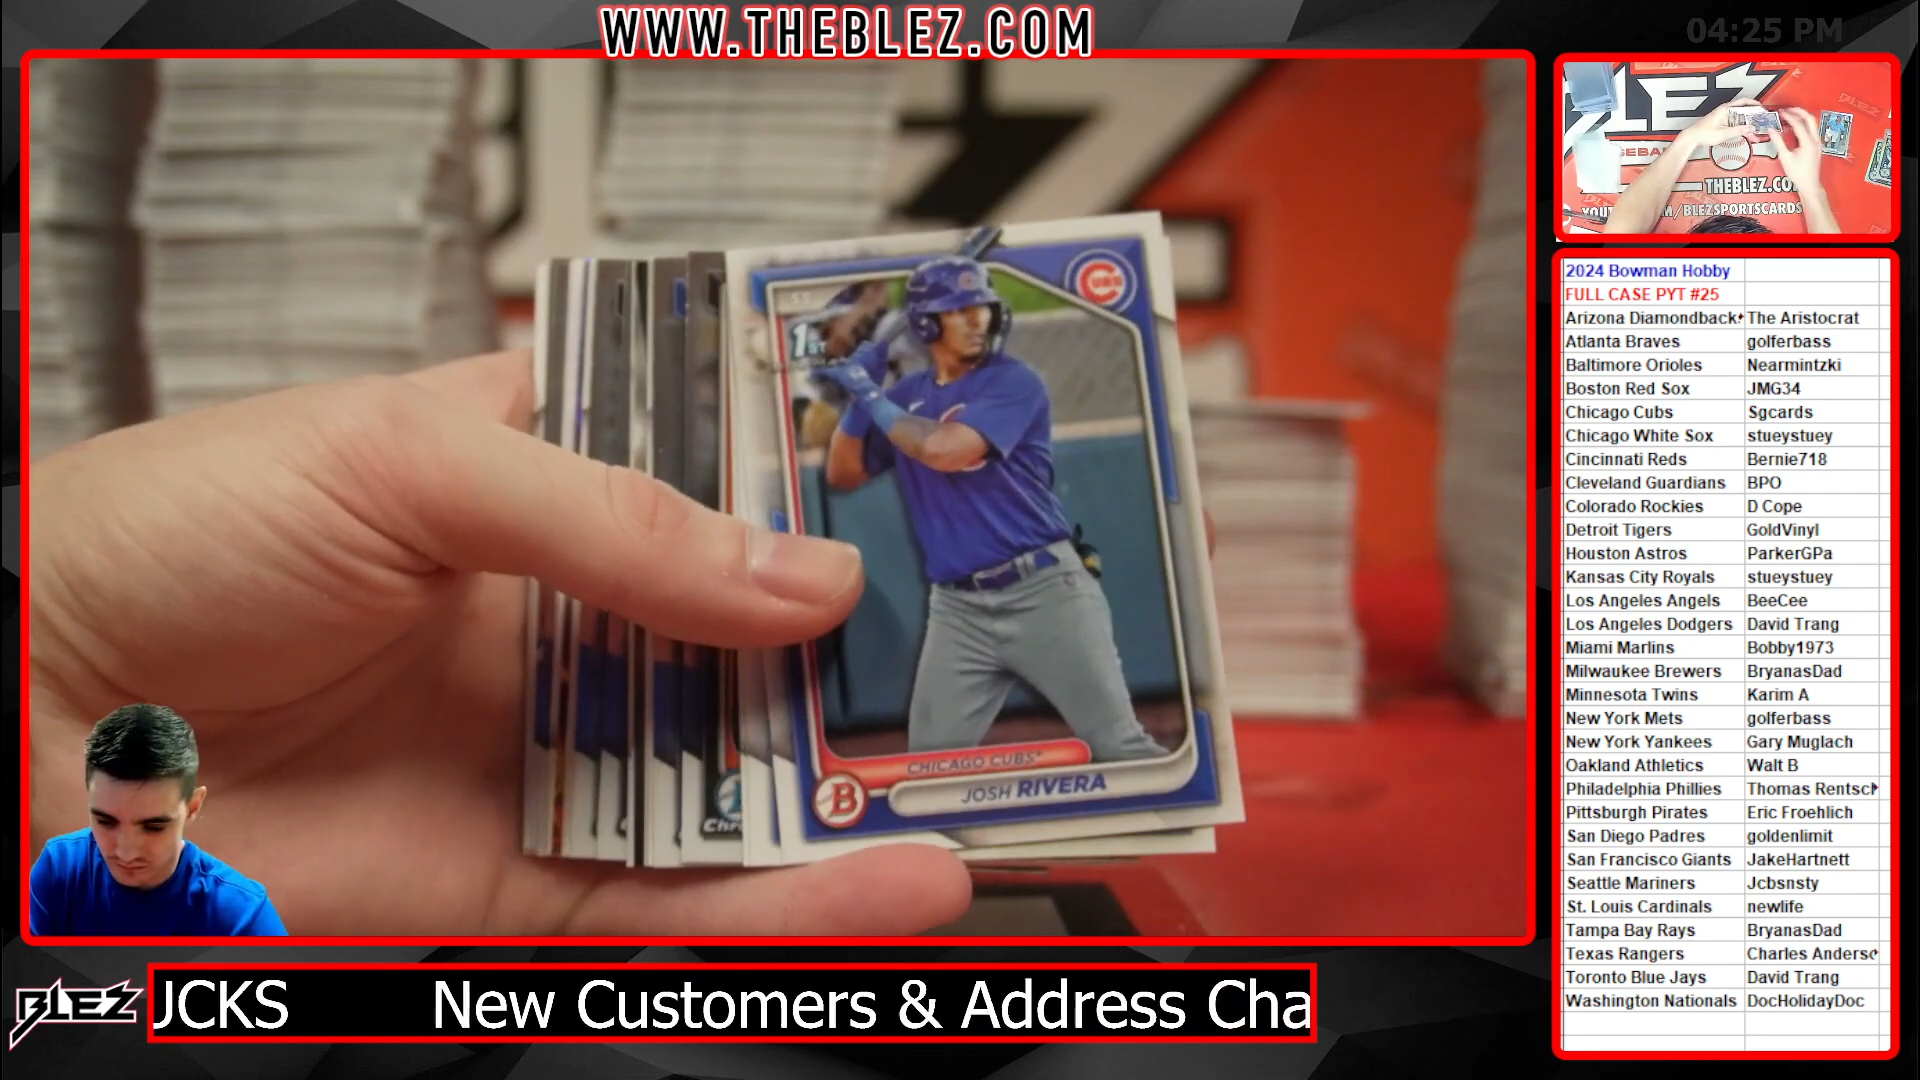 WWW.THEBLEZ.COM
04:25 PM
BLEZ
BASEBA
THEBLEZ.CO
M/BLEZSPORTSCARDS
2024 Bowman Hobby
FULL CASE PYT #25
Arizona Diamondback The Aristocrat
Atlanta Braves golferbass
Baltimore Orioles Nearmintzki
Boston Red Sox JMG34
Chicago Cubs Sgcards
Chicago White Sox stueystuey
Cincinnati Reds Bernie718
Cleveland Guardians BPO
Colorado Rockies D Cope
Detroit Tigers GoldVinyl
Houston Astros ParkerGPa
Kansas City Royals stueystuey
Los Angeles Angels BeeCee
Los Angeles Dodgers David Trang
Miami Marlins Bobby1973
Milwaukee Brewers BryanasDad
Minnesota Twins Karim A
New York Mets golferbass
New York Yankees Gary Muglach
Oakland Athletics Walt B
Philadelphia Phillies Thomas Rentscl
Pittsburgh Pirates Eric Froehlich
San Diego Padres goldenlimit
San Francisco Giants JakeHartnett
Seattle Mariners Jcbsnsty
St. Louis Cardinals newlife
Tampa Bay Rays BryanasDad
Texas Rangers Charles Anders
Toronto Blue Jays David Trang
Washington Nationals DocHolidayDoc
CUBS
1ST
CHICAGO CUBS
B JOSH RIVERA
Chr
BLEZ JCKS New Customers & Address Cha